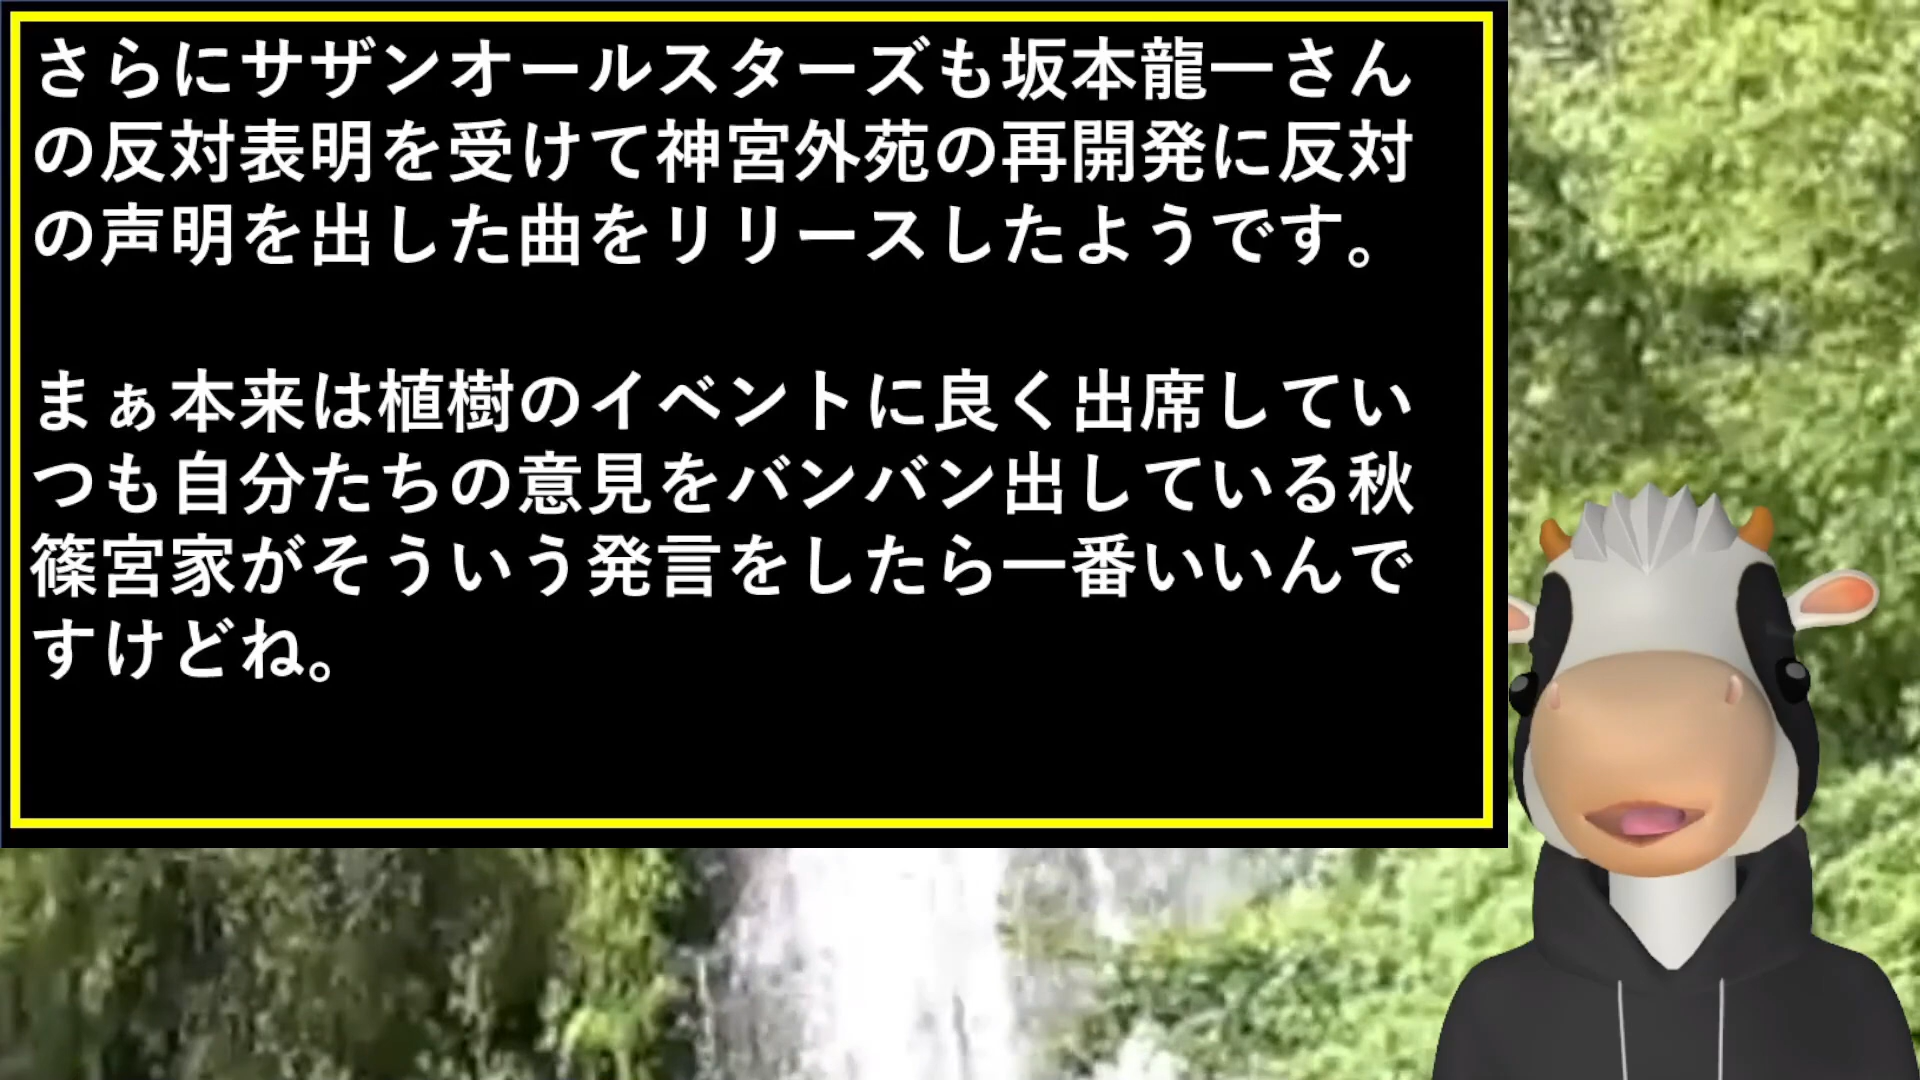 さらにサザンオールスターズも坂本龍一さん
の反対表明を受けて神宮外苑の再開発に反対
の声明を出した曲をリリースしたようです。
まぁ本来は植樹のイベントに良く出席してい
つも自分たちの意見をバンバン出している秋
篠宮家がそういう発言をしたら一番いいんで
すけどね。